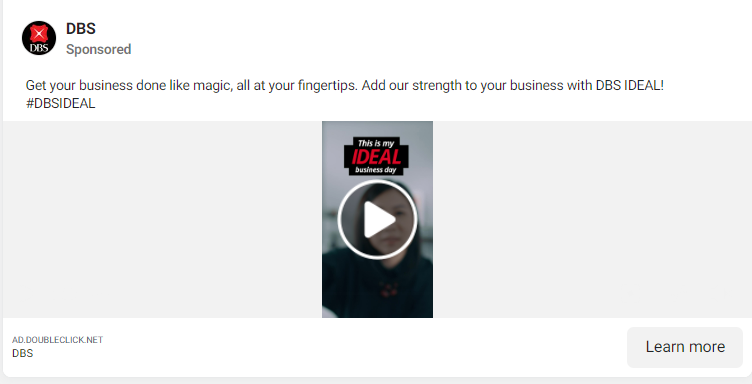 DBS
DBS
Sponsored
Get your business done like magic, all at your fingertips. Add our strength to your business with DBS IDEAL!
#DBSIDEAL
This is my
IDEAL
business day
AD.DOUBLECLICK.NET
DBS
Learn more